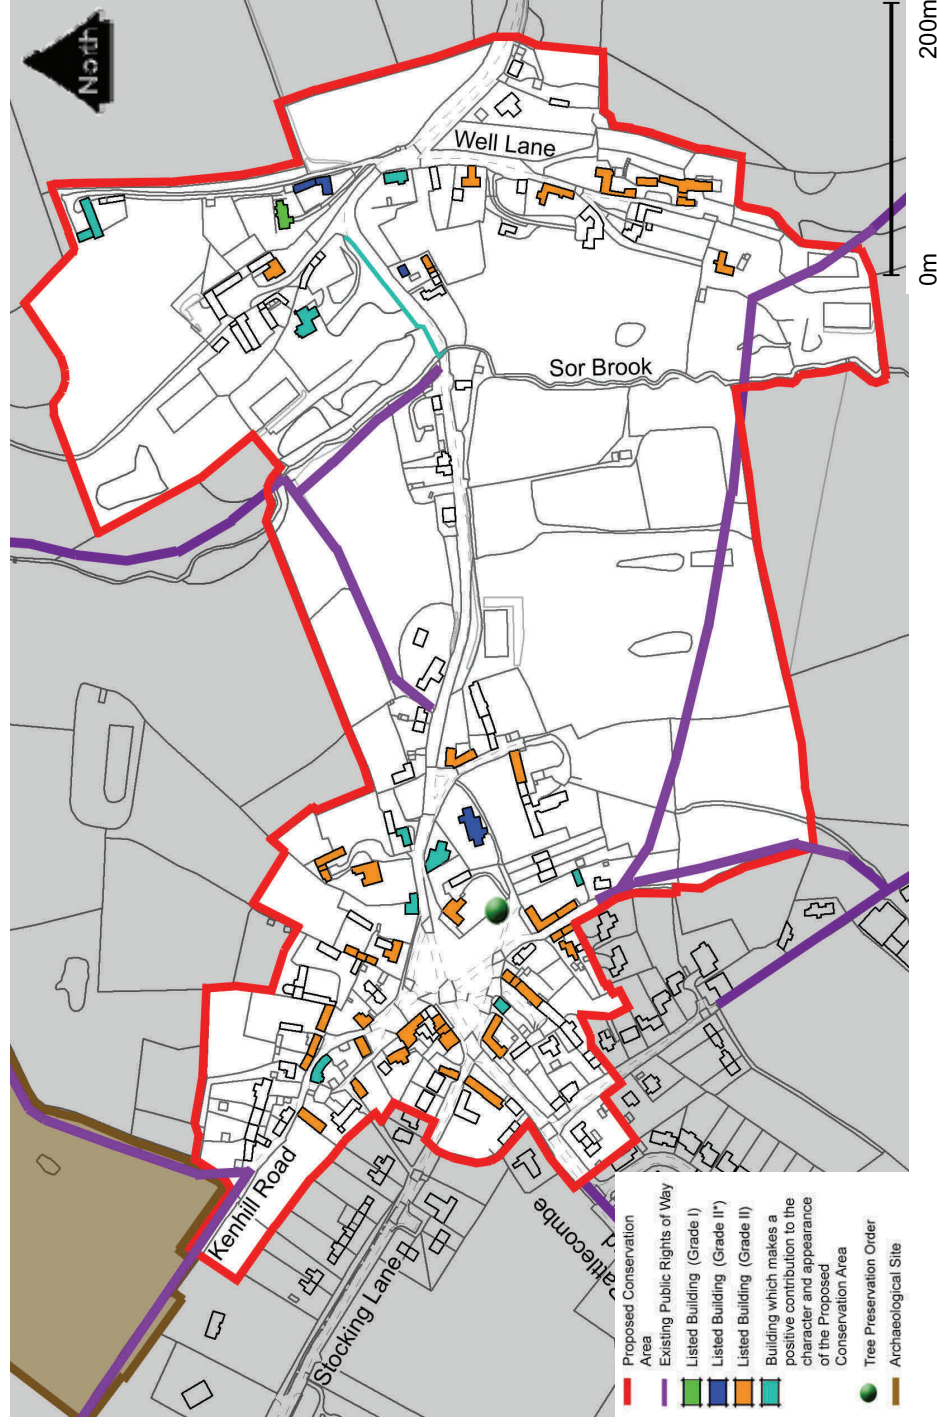 North
200m
0m
Well Lane
Sor Brook
Kenhill Road
Stocking Lane
attlecombe
Proposed Conservation
Area
Existing Public Rights of Way
Listed Building (Grade I)
Listed Building (Grade II*)
Listed Building (Grade II)
Building which makes a
positive contribution to the
character and appearance
of the Proposed
Conservation Area
Tree Preservation Order
Archaeological Site